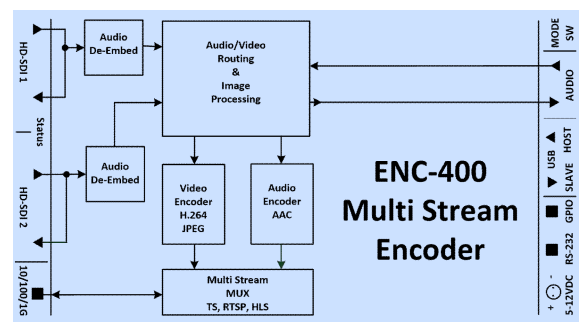 HD-SDI 1
Status
HD-SDI 2
10/100/1G
Audio
De-Embed
Audio
De-Embed
Audio/Video
Routing
&
Image
Processing
Video
Encoder
H.264
JPEG
Audio
Encoder
AAC
Multi Stream
MUX
TS, RTSP, HLS
ENC-400
Multi Stream
Encoder
MODE
SW
AUDIO
USB
HOST
SLAVE
GPIO
RS-232
+ -
5-12VDC